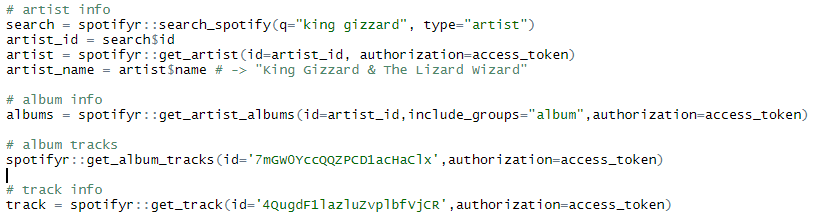 # artist info
search = spotifyr::search_spotify(q="king gizzard", type="artist")
artist_id = search$id
artist = spotifyr::get_artist(id=artist_id, authorization=access_token)
artist_name = artist$name # -> "King Gizzard & The Lizard Wizard"
# album info
albums = spotifyr::get_artist_albums(id=artist_id,include_groups="album",authorization=access_token)
# album tracks
spotifyr::get_album_tracks(id='7mGW0YccQQZPCD1acHaClx',authorization=access_token)
# track info
track = spotifyr::get_track(id='4QugdF1lazluZvplbfVjCR',authorization=access_token)